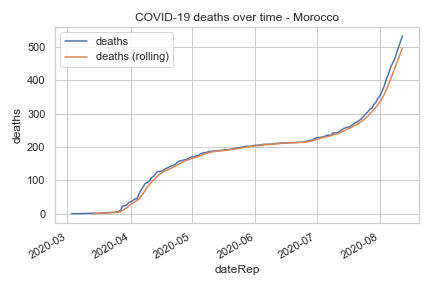 COVID-19 deaths over time - Morocco
deaths
deaths (rolling)
500
400
300
200
100
0
deaths
2020-03
2020-04
2020-05
2020-06
2020-07
2020-08
dateRep